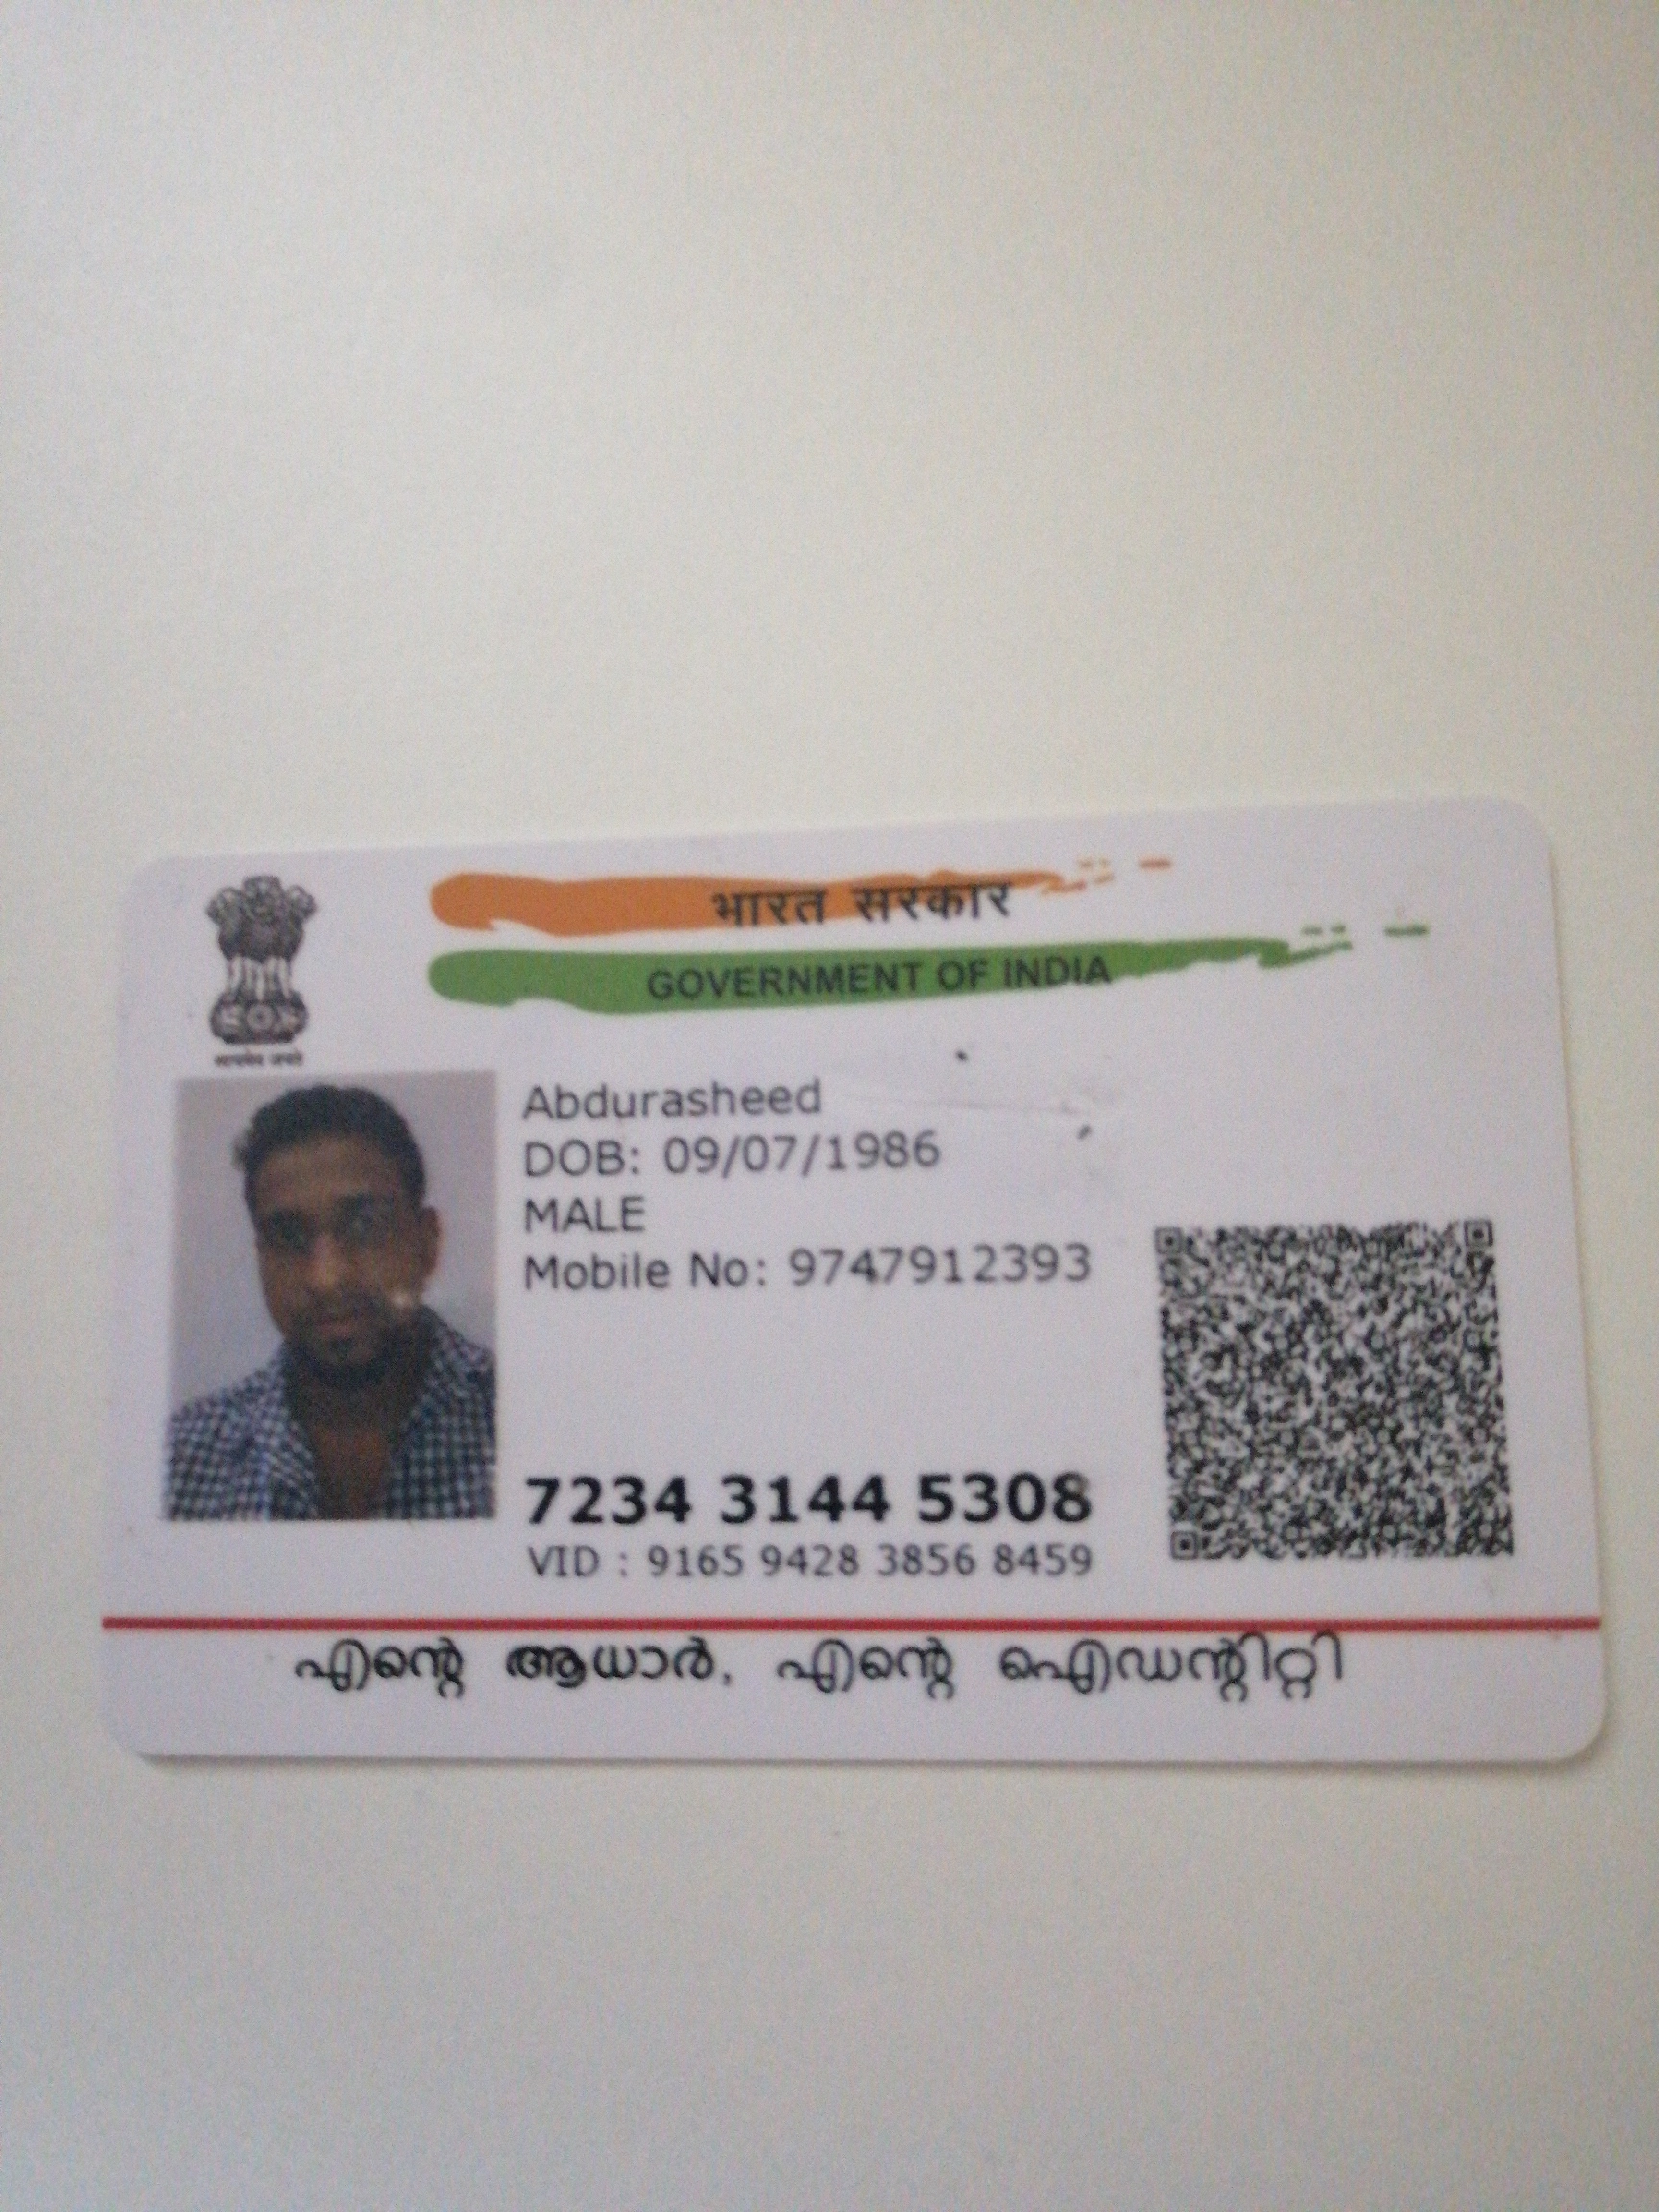 भारत सरकार
GOVERNMENT OF INDIA
सत्यमेव जयते
Abdurasheed
DOB: 09/07/1986
MALE
Mobile No: 9747912393
7234 3144 5308
VID : 9165 9428 3856 8459
എന്റെ ആധാർ, എന്റെ ഐഡന്റിറ്റി